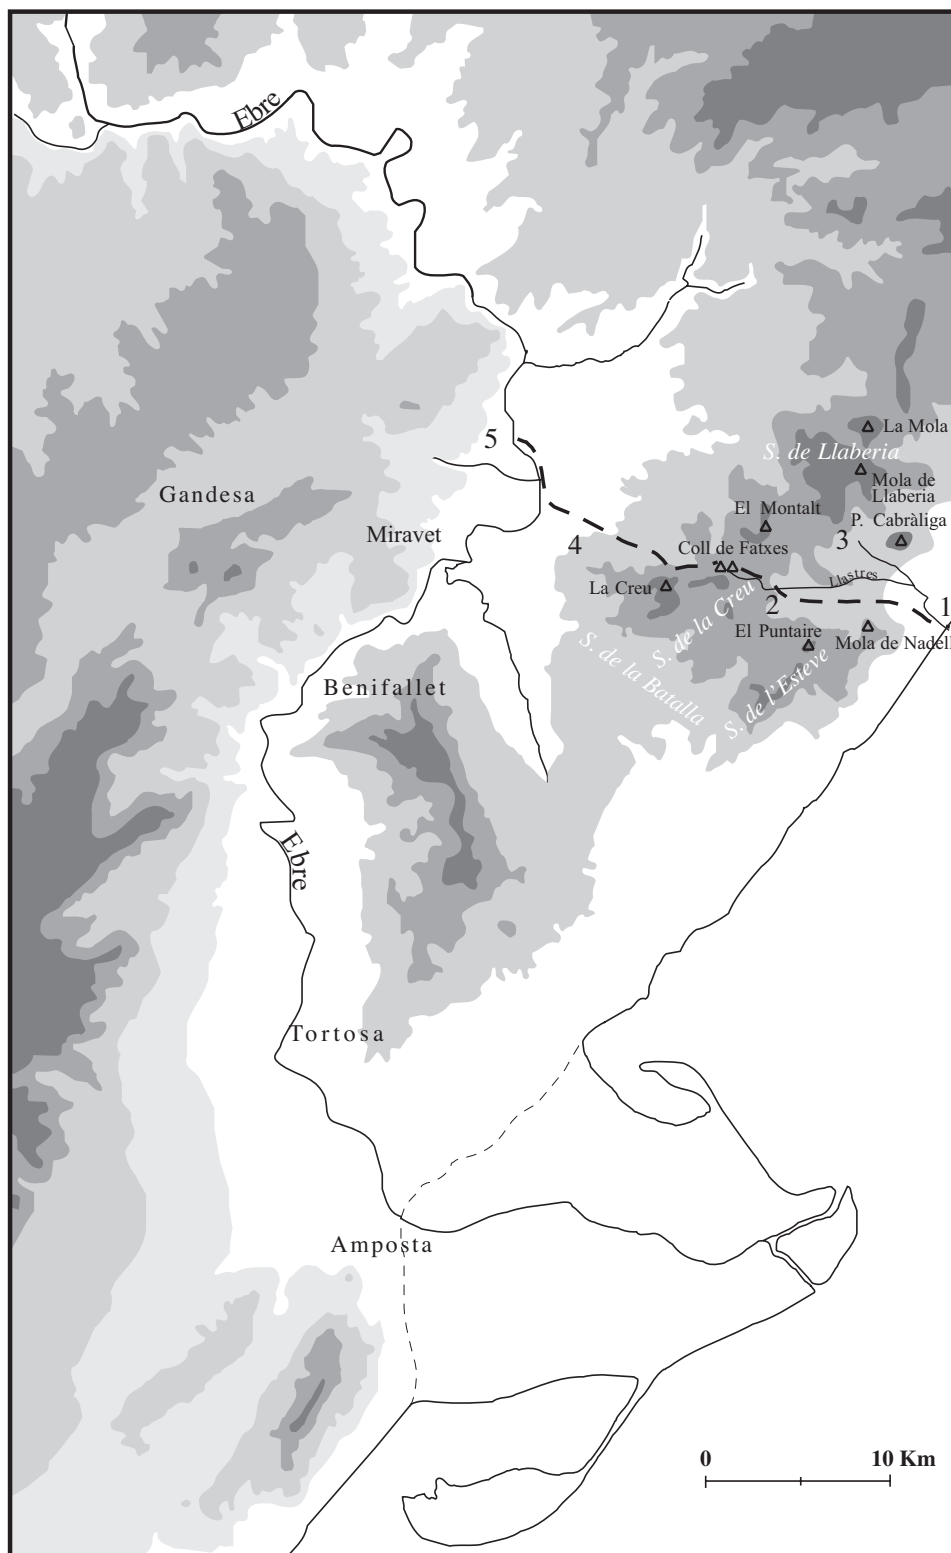 Ebre
La Mola
S. de Llaberia
5
Mola de
Llaberia
Gandesa
El Montalt
P. Cabràliga
Miravet
3
4
Coll de Fatxes
Llastres
La Creu
2
1
S. de la Creu
El Puntaire
Mola de Nadell
S. de la Batalla
S. de l'Esteve
Benifallet
Ebre
Tortosa
Amposta
0
10 Km